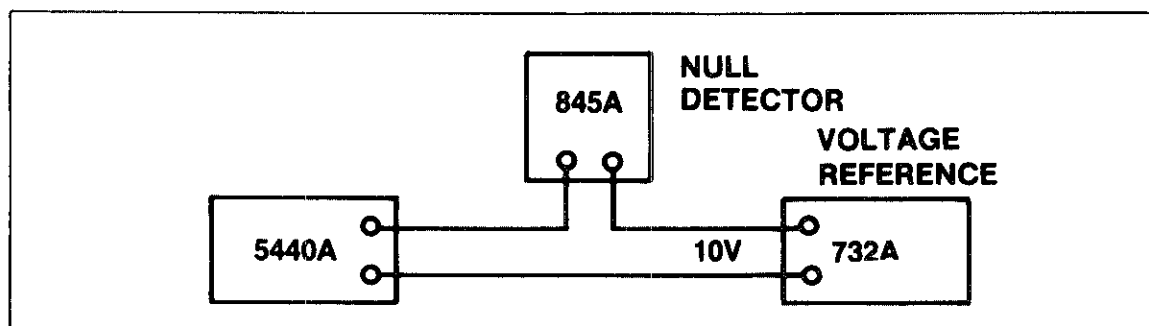 845A
NULL
DETECTOR
VOLTAGE
REFERENCE
5440A
10V
732A